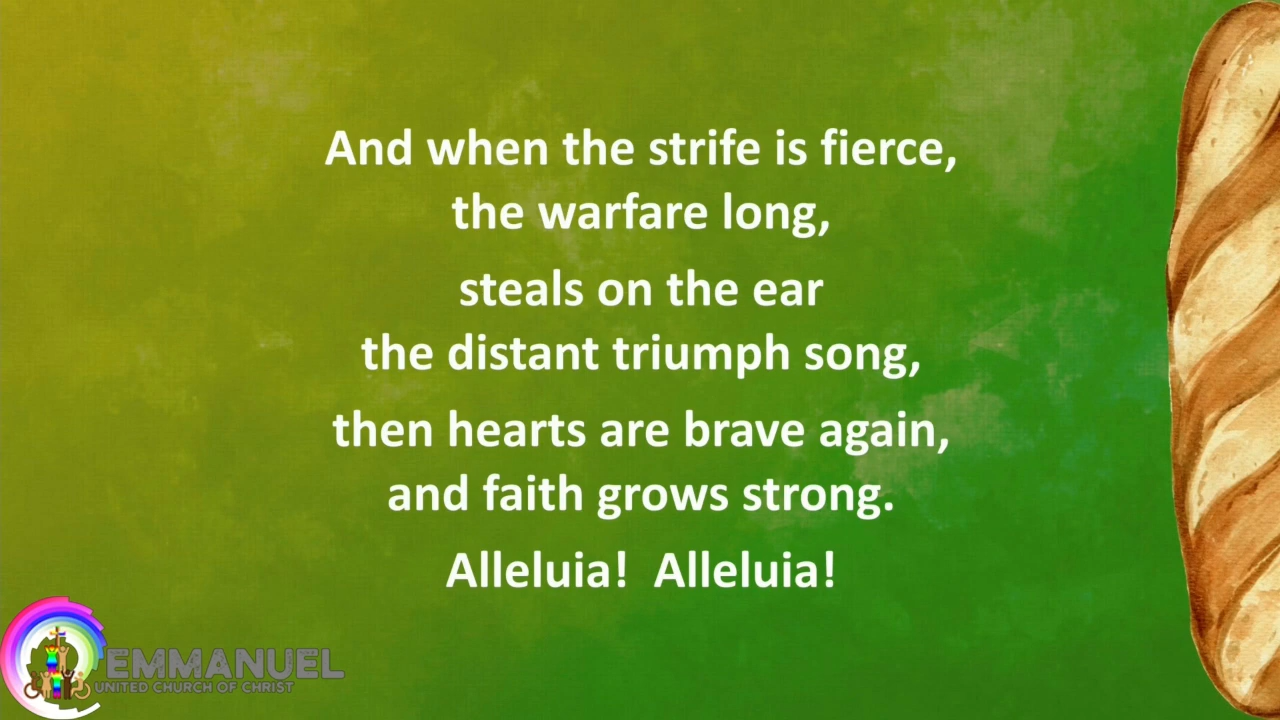 And when the strife is fierce,
the warfare long,
steals on the ear
the distant triumph song,
then hearts are brave again,
and faith grows strong.
Alleluia!  Alleluia!
EMMANUEL
UNITED CHURCH OF CHRIST